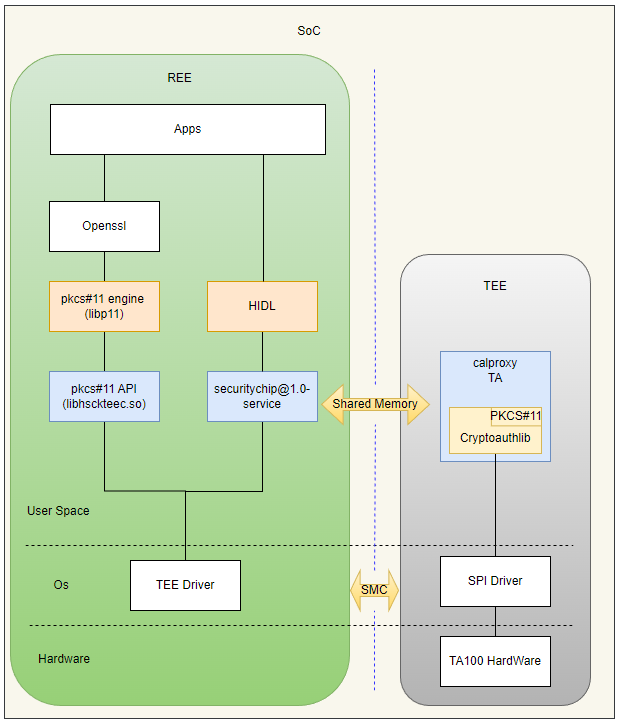 SoC
REE
Apps
Openssl
pkcs#11 engine
(libp11)
HIDL
TEE
pkcs#11 API
(libhsckteec.so)
securitychip@1.0-
service
Shared Memory
calproxy
TA
PKCS#11
Cryptoauthlib
User Space
Os
TEE Driver
SMC
SPI Driver
Hardware
TA100 HardWare